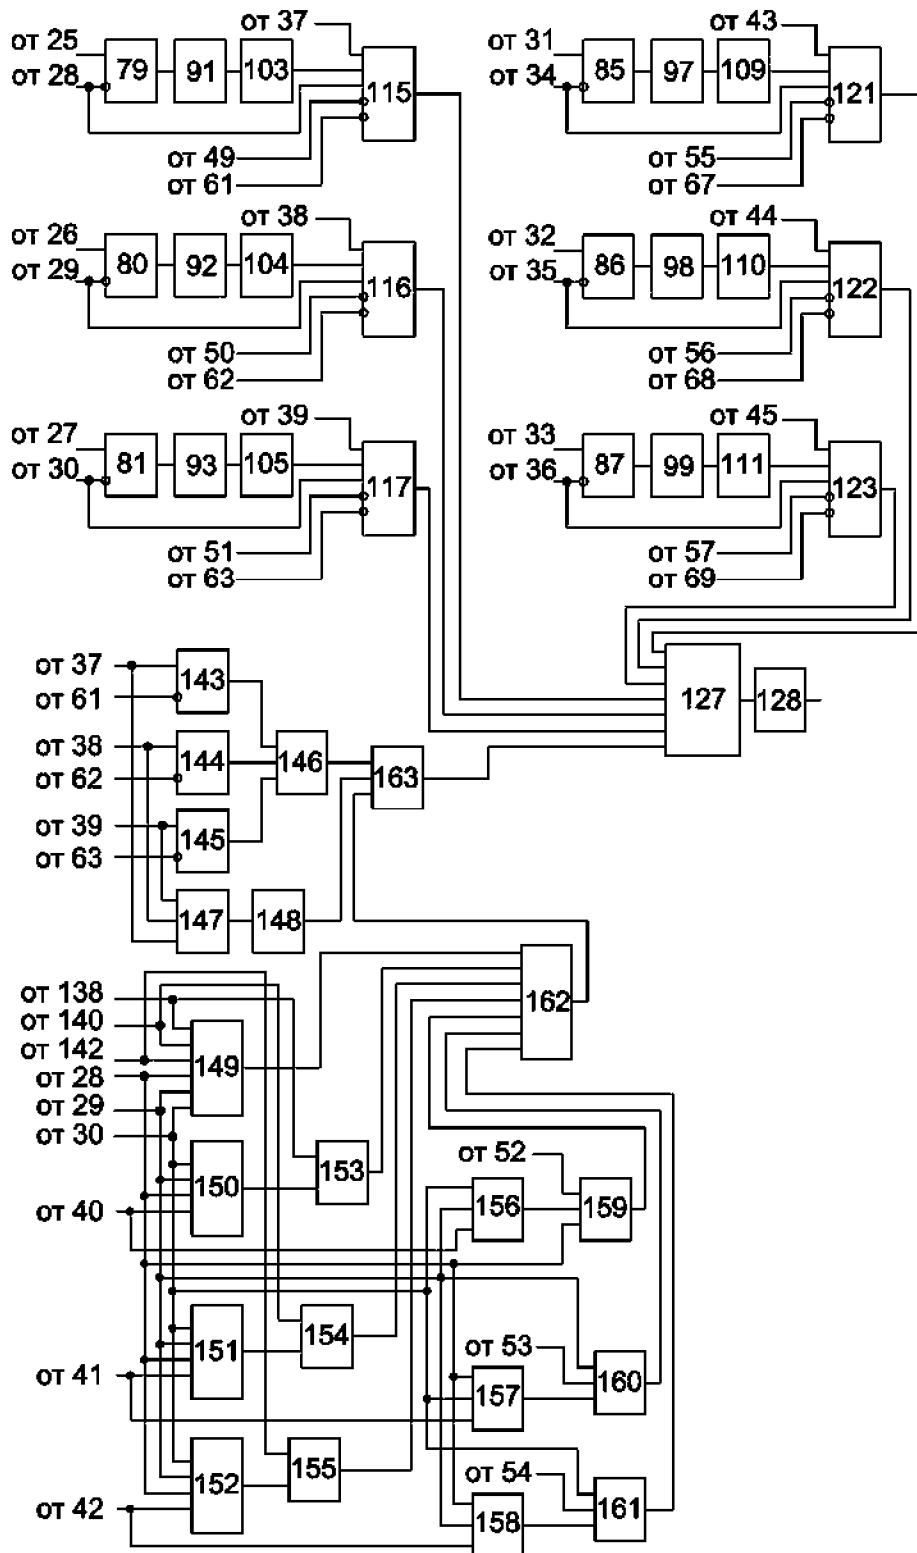 от 37
от 25
79 91 103
от 28
115
от 49
от 61
от 43
от 31
85 97 109
от 34
121
от 55
от 67
от 38
от 26
80 92 104
от 29
116
от 50
от 62
от 44
от 32
86 98 110
от 35
122
от 56
от 68
от 39
от 27
81 93 105
от 30
117
от 51
от 63
от 45
от 33
87 99 111
от 36
123
от 57
от 69
от 37
143
от 61
127 128
от 38
144 146 163
от 62
от 39
145
от 63
147 148
от 138
162
от 140
от 142
149
от 28
от 29
от 30
от 52
153
150
от 40
156 159
151 154
от 53
от 41
157 160
от 54
152 155
от 42
158 161